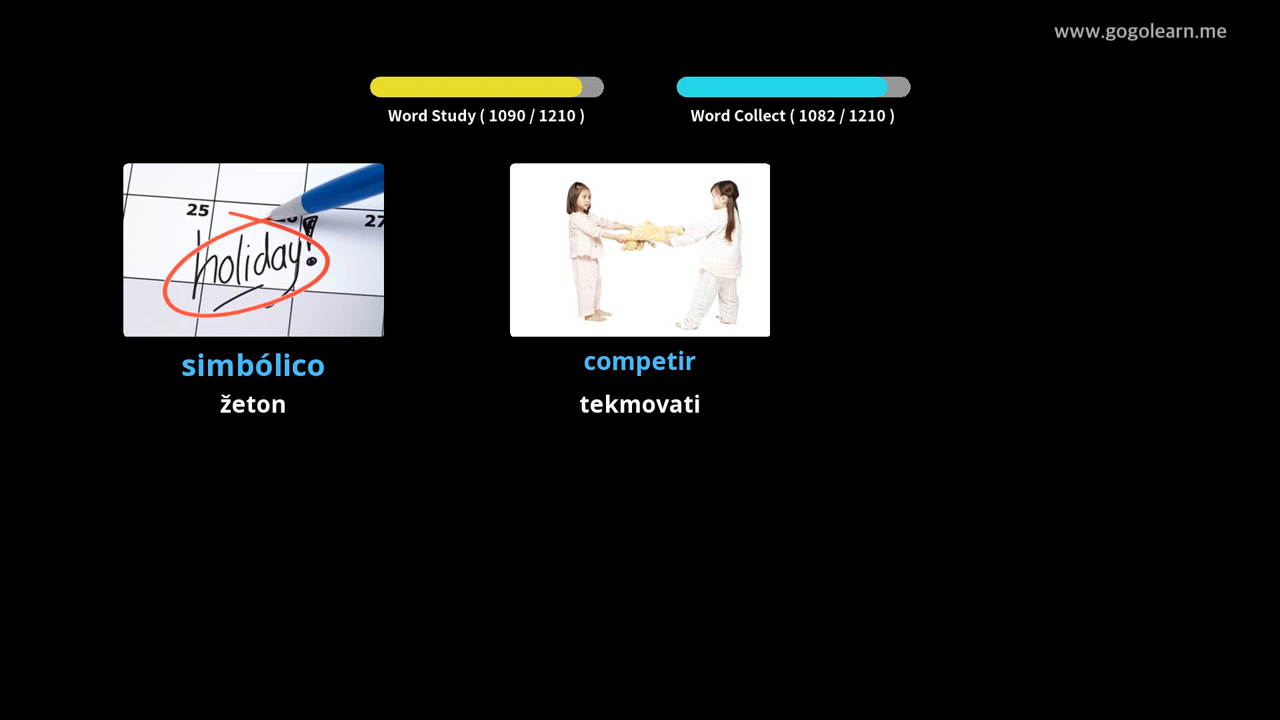 www.gogolearn.me
Word Study ( 1090 / 1210 )
Word Collect ( 1082 / 1210 )
25
27
holiday!
simbólico
žeton
competir
tekmovati